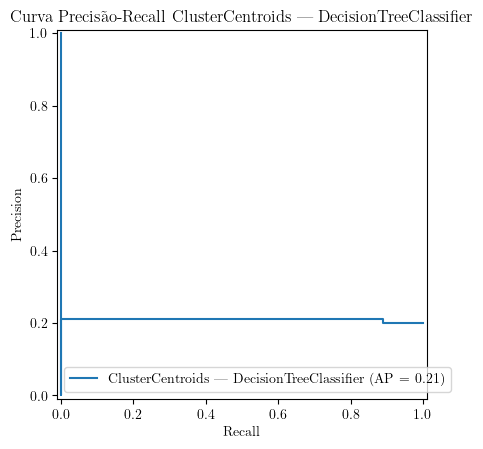 Curva Precisão-Recall ClusterCentroids — DecisionTreeClassifier
1.0
0.8
0.6
0.4
0.2
0.0
Precision
ClusterCentroids — DecisionTreeClassifier (AP = 0.21)
0.0 0.2 0.4 0.6 0.8 1.0
Recall